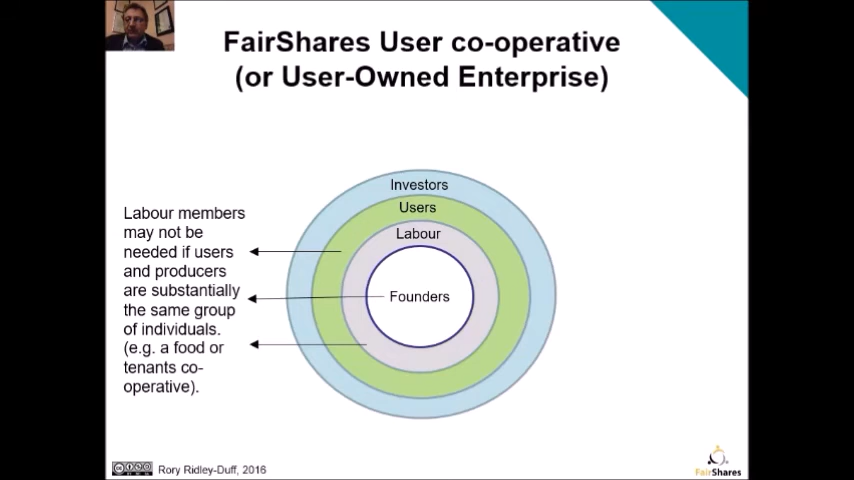 FairShares User co-operative
(or User-Owned Enterprise)
Investors
Users
Labour
Founders
Labour members
may not be
needed if users
and producers
are substantially
the same group
of individuals.
(e.g. a food or
tenants co-
operative).
Rory Ridley-Duff, 2016
FairShares